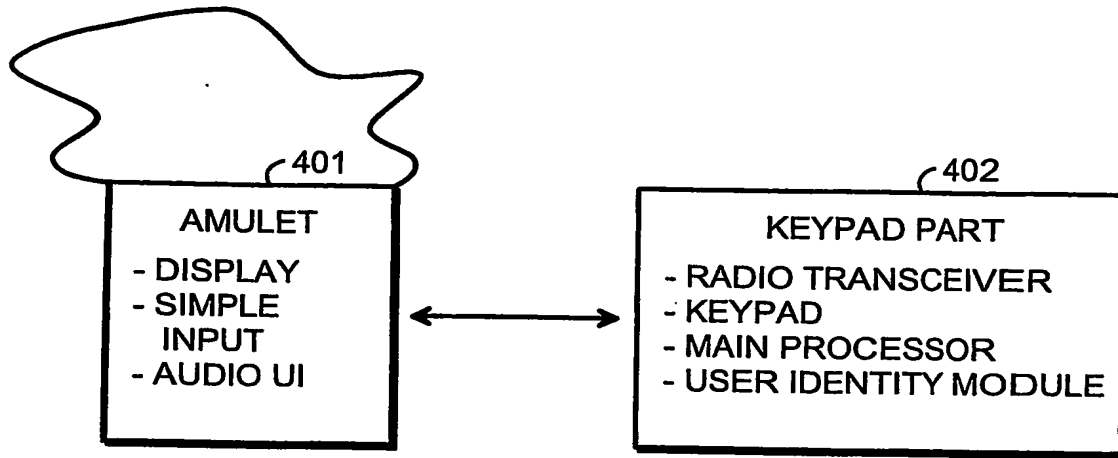 401
AMULET
- DISPLAY
- SIMPLE
INPUT
- AUDIO UI
402
KEYPAD PART
- RADIO TRANSCEIVER
- KEYPAD
- MAIN PROCESSOR
- USER IDENTITY MODULE